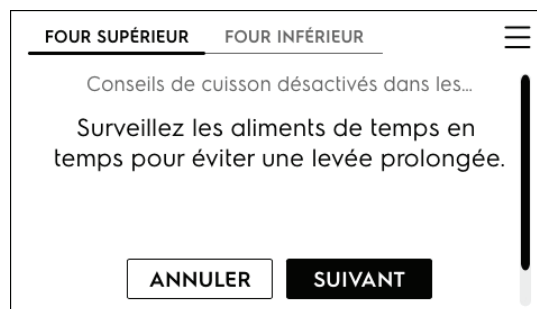 FOUR SUPÉRIEUR FOUR INFÉRIEUR
Conseils de cuisson désactivés dans les...
Surveillez les aliments de temps en
temps pour éviter une levée prolongée.
ANNULER SUIVANT